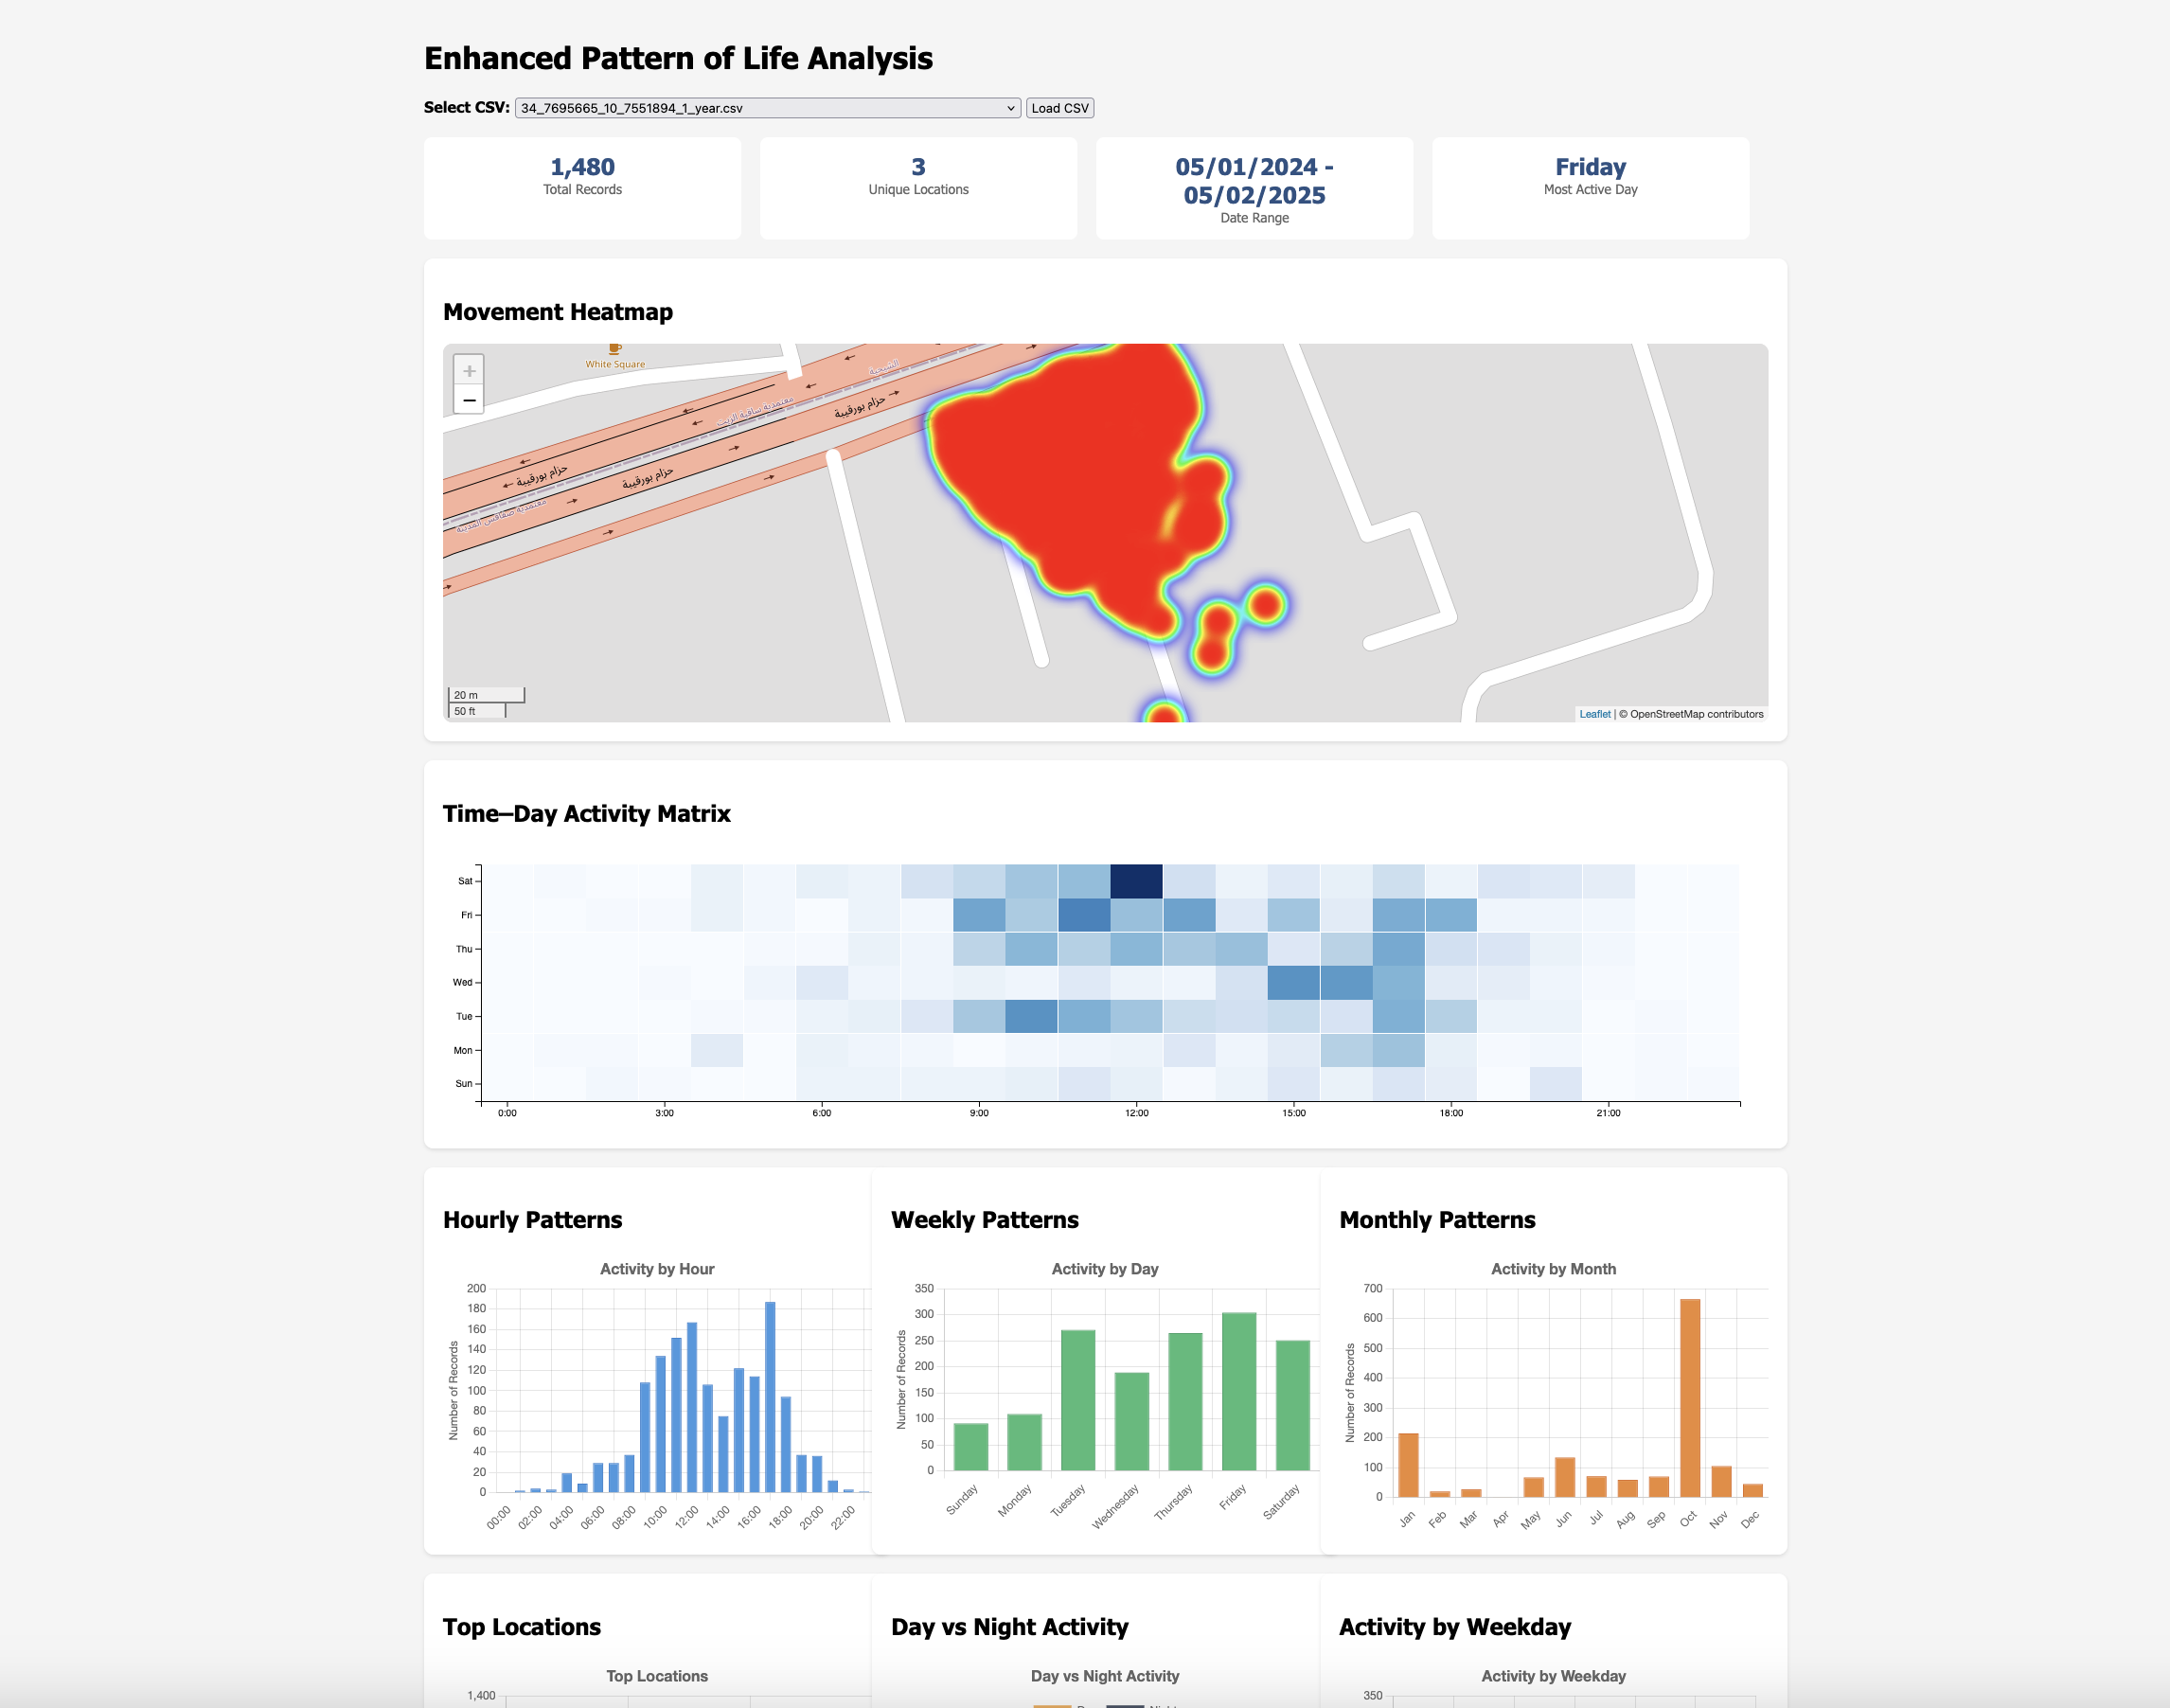 Enhanced Pattern of Life Analysis
Select CSV: 34_7695665_10_7551894_1_year.csv Load CSV
1,480
Total Records
3
Unique Locations
05/01/2024 -
05/02/2025
Date Range
Friday
Most Active Day
Movement Heatmap
+
−
White Square
الشيحية
معتمدية ساقية الزيت
حزام بورقيبة
حزام بورقيبة
حزام بورقيبة
معتمدية صفاقس المدينة
20 m
50 ft
Leaflet | © OpenStreetMap contributors
Time–Day Activity Matrix
Sat
Fri
Thu
Wed
Tue
Mon
Sun
0:00 3:00 6:00 9:00 12:00 15:00 18:00 21:00
Hourly Patterns
Activity by Hour
Number of Records
200
180
160
140
120
100
80
60
40
20
0
00:00 02:00 04:00 06:00 08:00 10:00 12:00 14:00 16:00 18:00 20:00 22:00
Weekly Patterns
Activity by Day
Number of Records
350
300
250
200
150
100
50
0
Sunday Monday Tuesday Wednesday Thursday Friday Saturday
Monthly Patterns
Activity by Month
Number of Records
700
600
500
400
300
200
100
0
Jan Feb Mar Apr May Jun Jul Aug Sep Oct Nov Dec
Top Locations
Top Locations
1,400
Day vs Night Activity
Day vs Night Activity
Activity by Weekday
Activity by Weekday
350